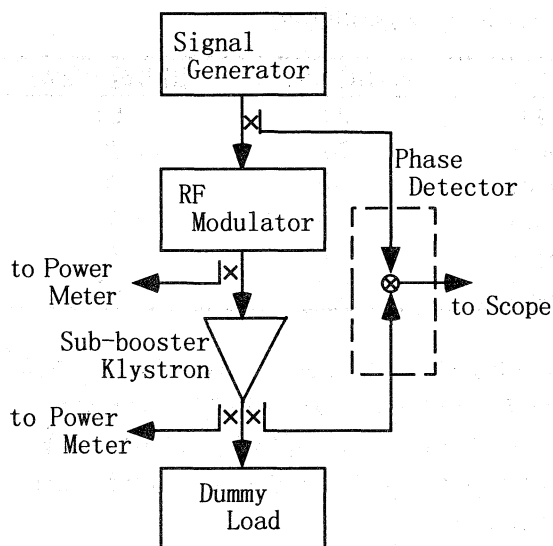 Signal
Generator
Phase
Detector
RF
Modulator
to Power
Meter
to Scope
Sub-booster
Klystron
to Power
Meter
Dummy
Load